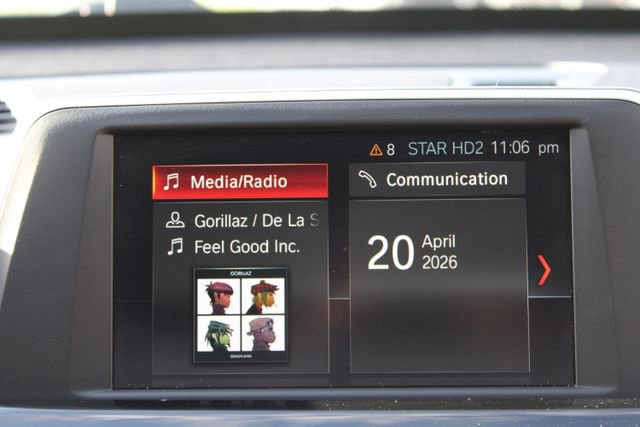 8 STAR HD2 11:06 pm
Media/Radio
Gorillaz / De La S
Feel Good Inc.
GORILLAZ
DEMON DAYS
Communication
20 April
2026